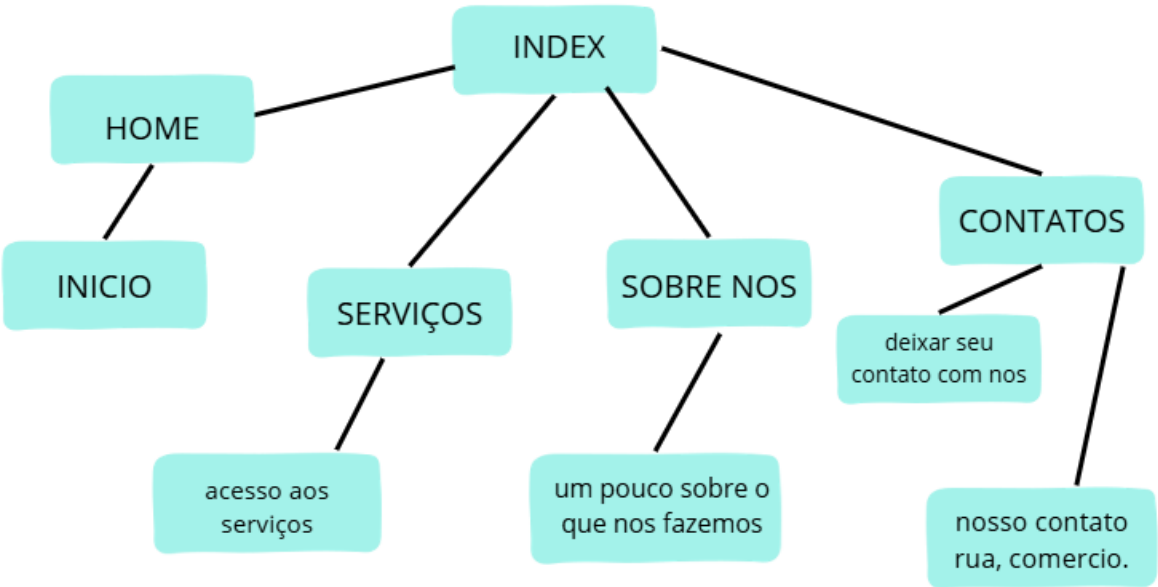 INDEX
HOME
INICIO
SERVIÇOS
SOBRE NOS
CONTATOS
deixar seu
contato com nos
acesso aos
serviços
um pouco sobre o
que nos fazemos
nosso contato
rua, comercio.